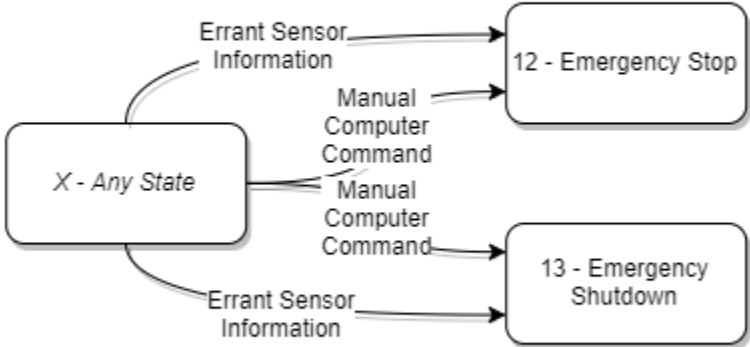 Errant Sensor
Information
12 - Emergency Stop
Manual
Computer
Command
X - Any State
Manual
Computer
Command
13 - Emergency
Shutdown
Errant Sensor
Information